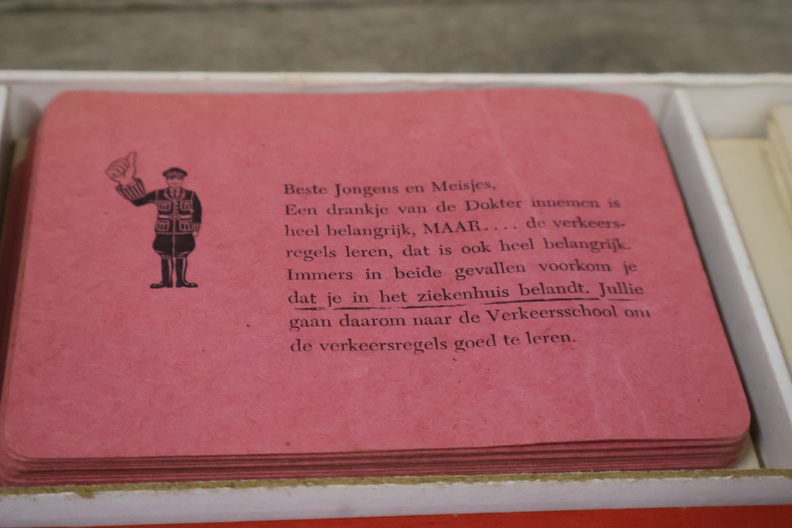 Beste Jongens en Meisjes,
Een drankje van de Dokter innemen is
heel belangrijk, MAAR.... de verkeers-
regels leren, dat is ook heel belangrijk.
Immers in beide gevallen voorkom je
dat je in het ziekenhuis belandt. Jullie
gaan daarom naar de Verkeersschool om
de verkeersregels goed te leren.